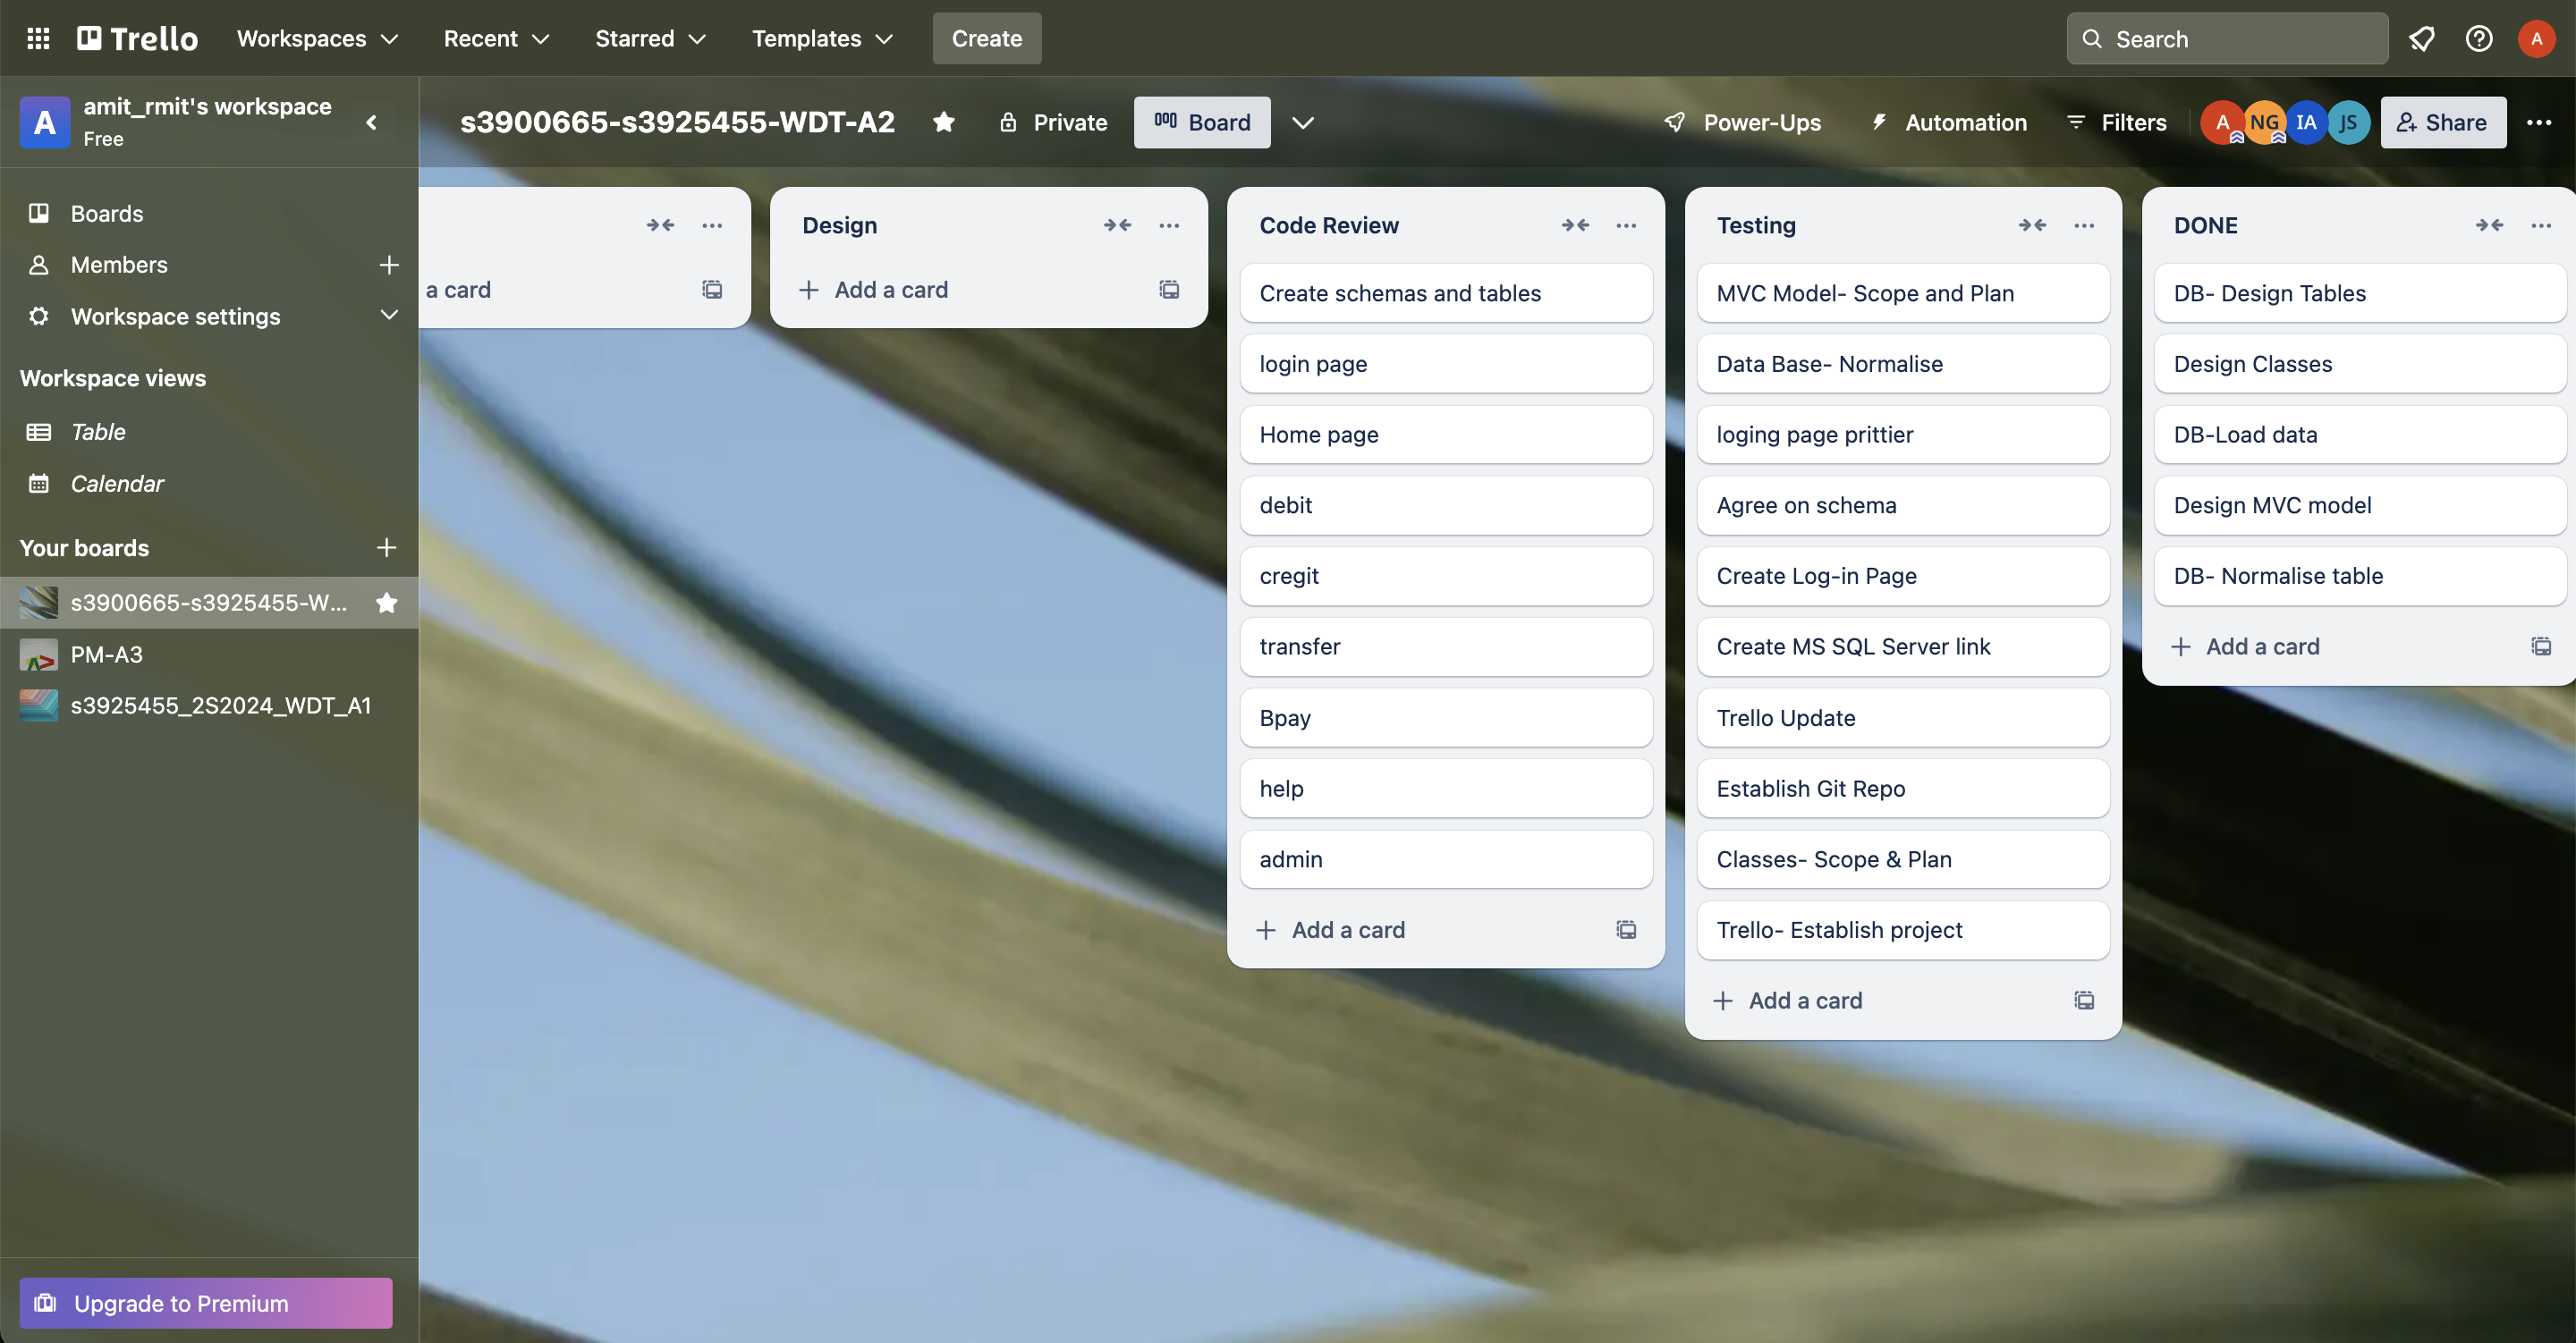 Trello
Workspaces
Recent
Starred
Templates
Create
Search
A
A
amit_rmit's workspace
Free
s3900665-s3925455-WDT-A2
Private
Board
Power-Ups
Automation
Filters
A
NG
IA
JS
Share
Boards
Members
Workspace settings
Workspace views
Table
Calendar
Your boards
s3900665-s3925455-W...
PM-A3
s3925455_2S2024_WDT_A1
Upgrade to Premium
a card
Design
Add a card
Code Review
Create schemas and tables
login page
Home page
debit
cregit
transfer
Bpay
help
admin
Add a card
Testing
MVC Model- Scope and Plan
Data Base- Normalise
loging page prittier
Agree on schema
Create Log-in Page
Create MS SQL Server link
Trello Update
Establish Git Repo
Classes- Scope & Plan
Trello- Establish project
Add a card
DONE
DB- Design Tables
Design Classes
DB-Load data
Design MVC model
DB- Normalise table
Add a card